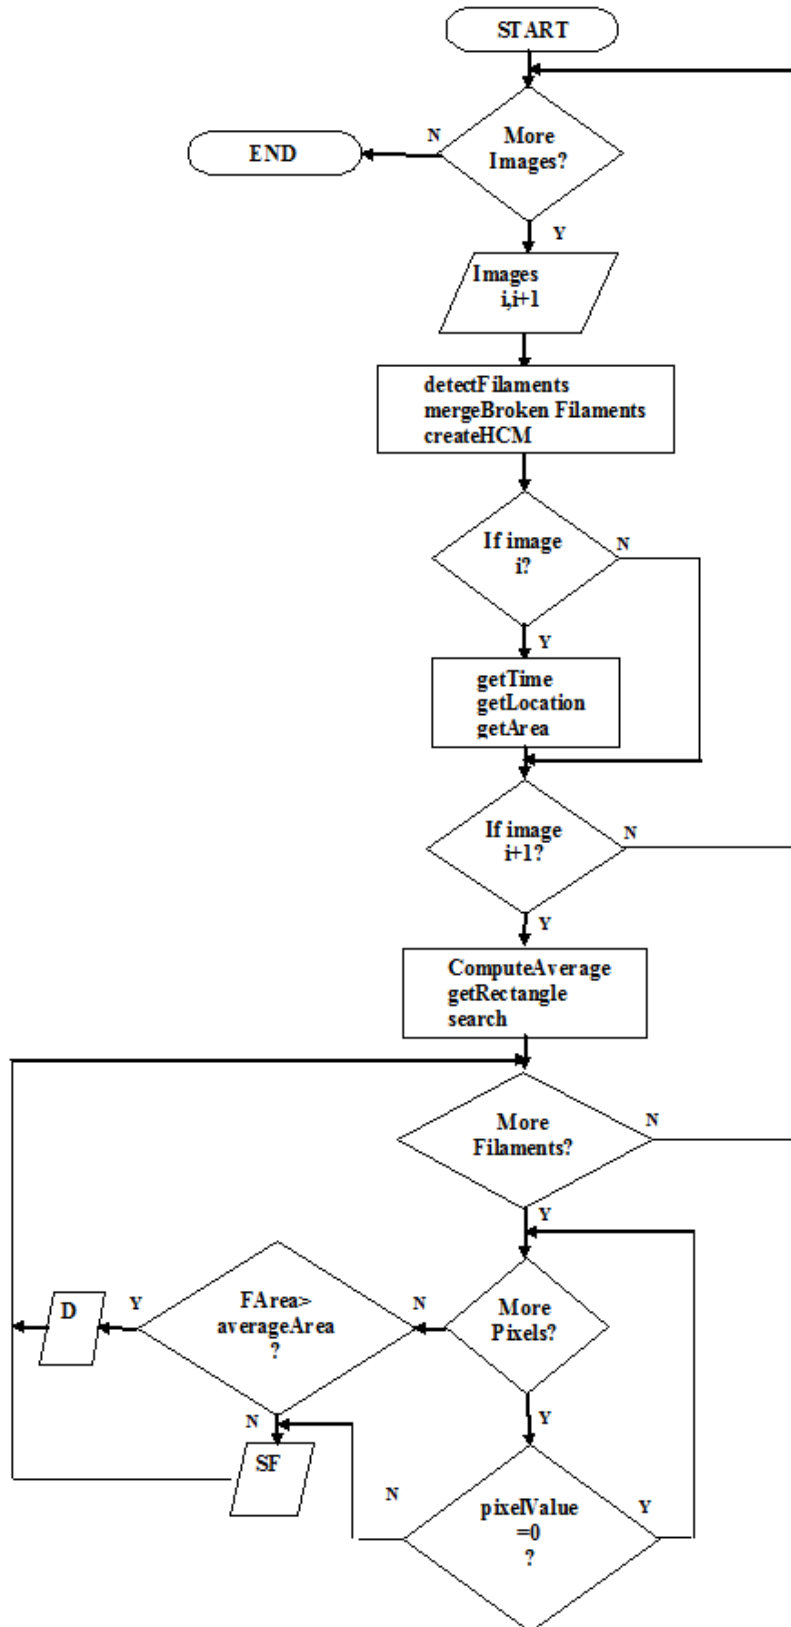 START
N
More
Images?
END
Y
Images
i,i+1
detectFilaments
mergeBroken Filaments
createHCM
If image
i?
N
Y
getTime
getLocation
getArea
If image
i+1?
N
Y
ComputeAverage
getRectangle
search
More
Filaments?
N
Y
D
Y
FArea>
averageArea
?
N
More
Pixels?
N
Y
SF
N
pixelValue
=0
?
Y